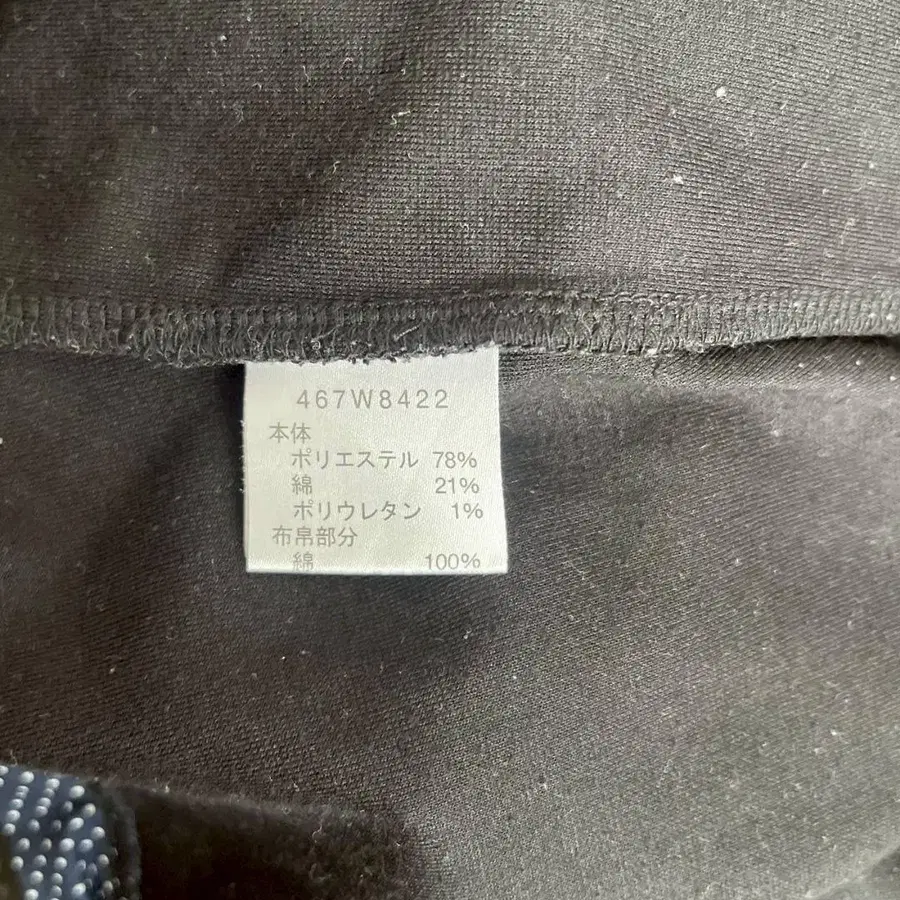 467W8422
本体
ポリエステル 78%
綿 21%
ポリウレタン 1%
布帛部分
綿 100%